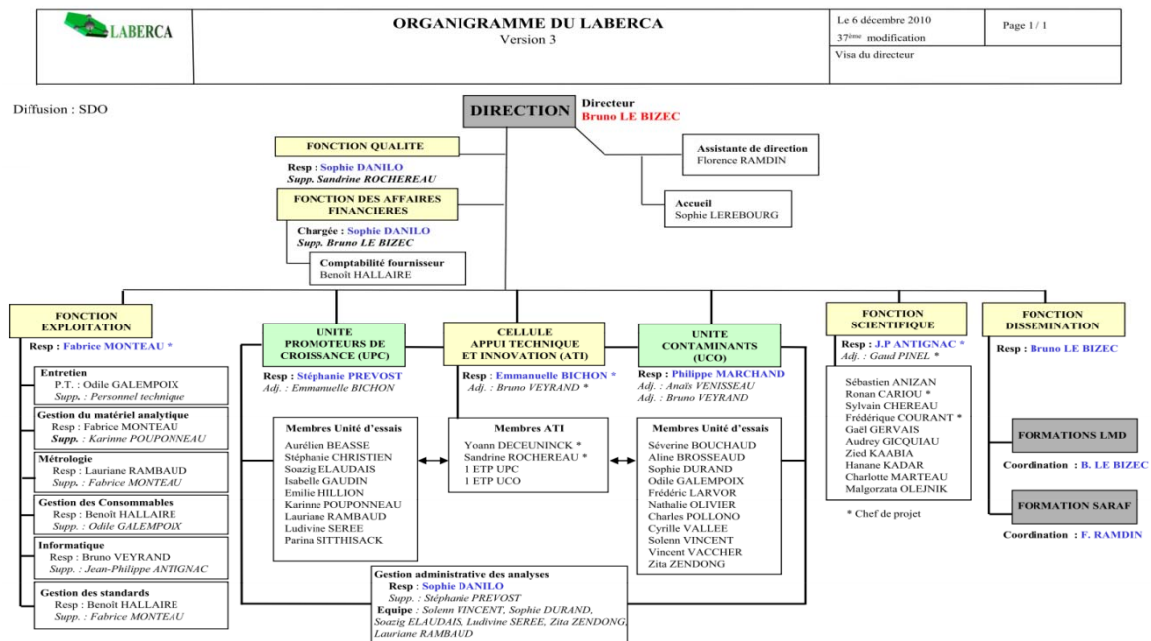 LABERCA
ORGANIGRAMME DU LABERCA
Version 3
Le 6 décembre 2010
37ème modification
Page 1 / 1
Visa du directeur
Diffusion : SDO
DIRECTION
Directeur
Bruno LE BIZEC
Assistante de direction
Florence RAMDIN
Accueil
Sophie LEREBOURG
FONCTION QUALITE
Resp : Sophie DANILO
Supp. Sandrine ROCHEREAU
FONCTION DES AFFAIRES
FINANCIERES
Chargée : Sophie DANILO
Supp. Bruno LE BIZEC
Comptabilité fournisseur
Benoît HALLAIRE
FONCTION
EXPLOITATION
Resp : Fabrice MONTEAU *
Entretien
P.T. : Odile GALEMPOIX
Supp. : Personnel technique
Gestion du matériel analytique
Resp : Fabrice MONTEAU
Supp. : Karinne POUPONNEAU
Métrologie
Resp : Lauriane RAMBAUD
Supp. : Fabrice MONTEAU
Gestion des Consommables
Resp : Benoît HALLAIRE
Supp. : Odile GALEMPOIX
Informatique
Resp : Bruno VEYRAND
Supp. : Jean-Philippe ANTIGNAC
Gestion des standards
Resp : Benoît HALLAIRE
Supp. : Fabrice MONTEAU
UNITE
PROMOTEURS DE
CROISSANCE (UPC)
Resp : Stéphanie PREVOST
Adj. : Emmanuelle BICHON
Membres Unité d'essais
Aurélien BEASSE
Stéphanie CHRISTIEN
Soazig ELAUDAIS
Isabelle GAUDIN
Emilie HILLION
Karinne POUPONNEAU
Lauriane RAMBAUD
Ludivine SEREE
Parina SITTHISACK
CELLULE
APPUI TECHNIQUE
ET INNOVATION (ATI)
Resp : Emmanuelle BICHON *
Adj. : Bruno VEYRAND *
Membres ATI
Yoann DECEUNINCK *
Sandrine ROCHEREAU *
1 ETP UPC
1 ETP UCO
UNITE
CONTAMINANTS
(UCO)
Resp : Philippe MARCHAND
Adj. : Anaïs VENISSEAU
Adj. : Bruno VEYRAND
Membres Unité d'essais
Séverine BOUCHAUD
Aline BROSSEAUD
Sophie DURAND
Odile GALEMPOIX
Frédéric LARVOR
Nathalie OLIVIER
Charles POLLONO
Cyrille VALLEE
Solenn VINCENT
Vincent VACCHER
Zita ZENDONG
Gestion administrative des analyses
Resp : Sophie DANILO
Supp. : Stéphanie PREVOST
Equipe : Solenn VINCENT, Sophie DURAND,
Soazig ELAUDAIS, Ludivine SEREE, Zita ZENDONG,
Lauriane RAMBAUD
FONCTION
SCIENTIFIQUE
Resp : J.P ANTIGNAC *
Adj. : Gaud PINEL *
Sébastien ANIZAN
Ronan CARIOU *
Sylvain CHEREAU
Frédérique COURANT *
Gaël GERVAIS
Audrey GICQUIAU
Zied KAABIA
Hanane KADAR
Charlotte MARTEAU
Malgorzata OLEJNIK
* Chef de projet
FONCTION
DISSEMINATION
Resp : Bruno LE BIZEC
FORMATIONS LMD
Coordination : B. LE BIZEC
FORMATION SARAF
Coordination : F. RAMDIN